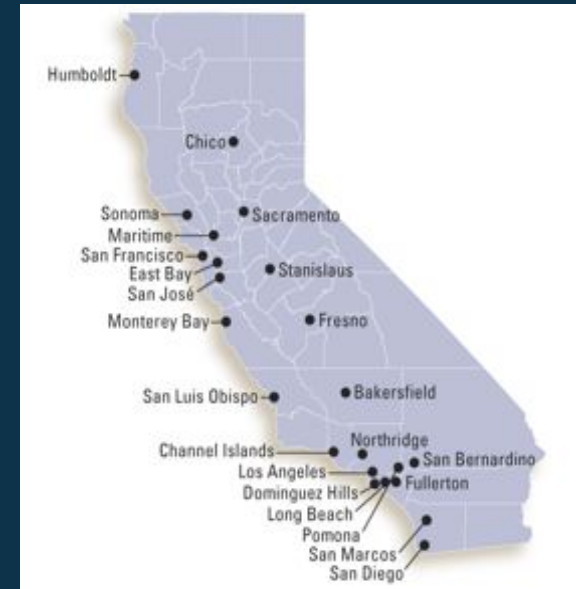 Humboldt
Chico
Sonoma
Sacramento
Maritime
San Francisco
East Bay
Stanislaus
San José
Monterey Bay
Fresno
San Luis Obispo
Bakersfield
Channel Islands
Northridge
San Bernardino
Los Angeles
Fullerton
Dominguez Hills
Long Beach
Pomona
San Marcos
San Diego